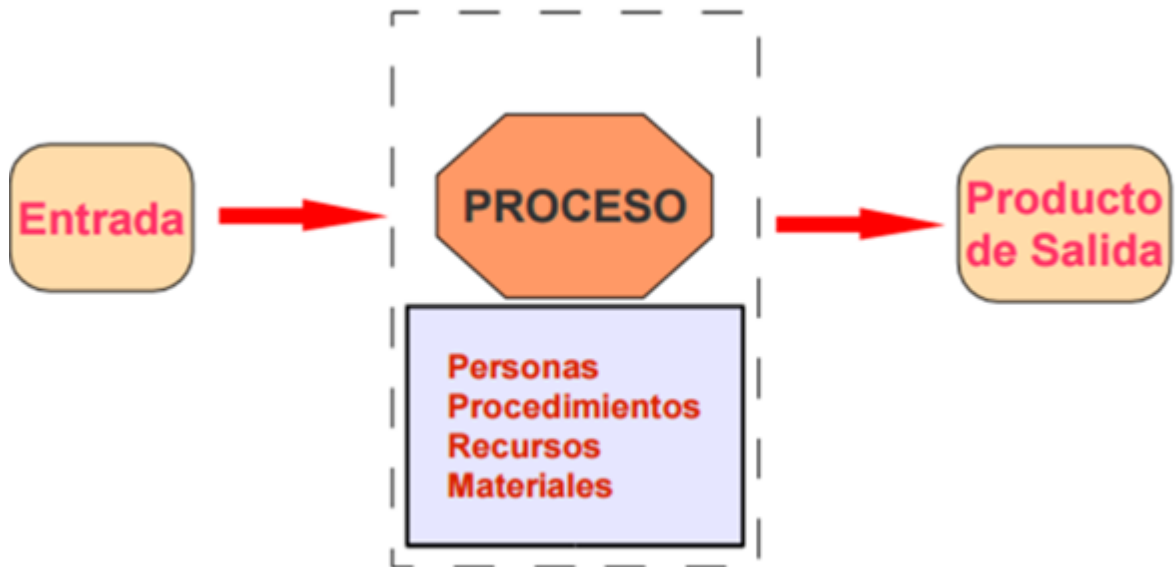 Entrada
PROCESO
Personas
Procedimientos
Recursos
Materiales
Producto
de Salida